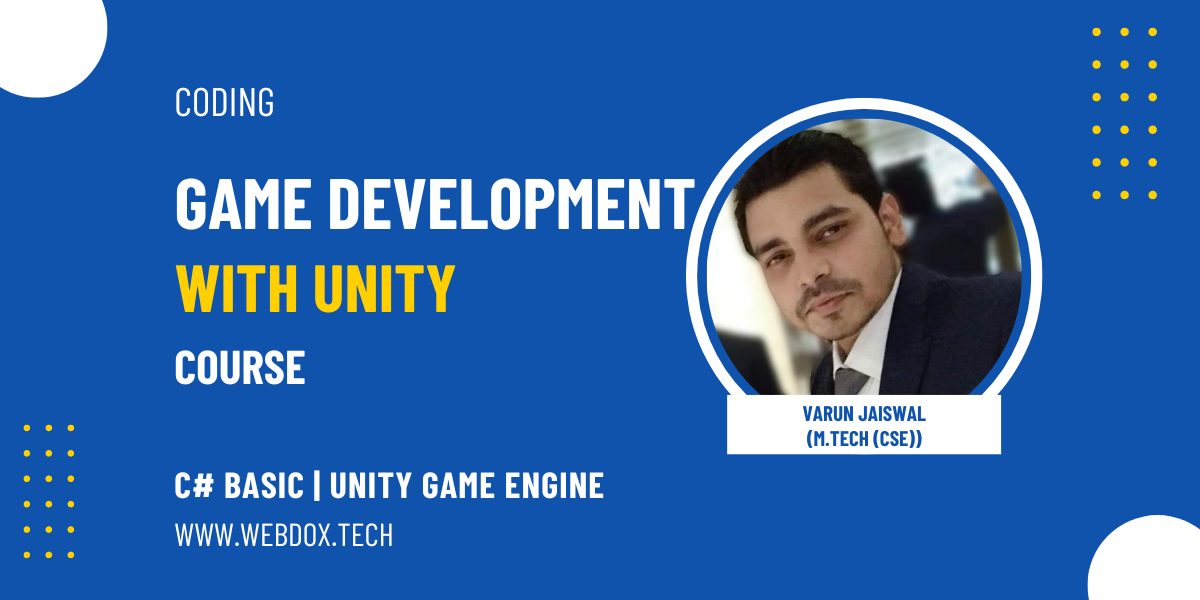 CODING
GAME DEVELOPMENT
WITH UNITY
COURSE
VARUN JAISWAL
(M.TECH (CSE))
C# BASIC | UNITY GAME ENGINE
WWW.WEBDOX.TECH